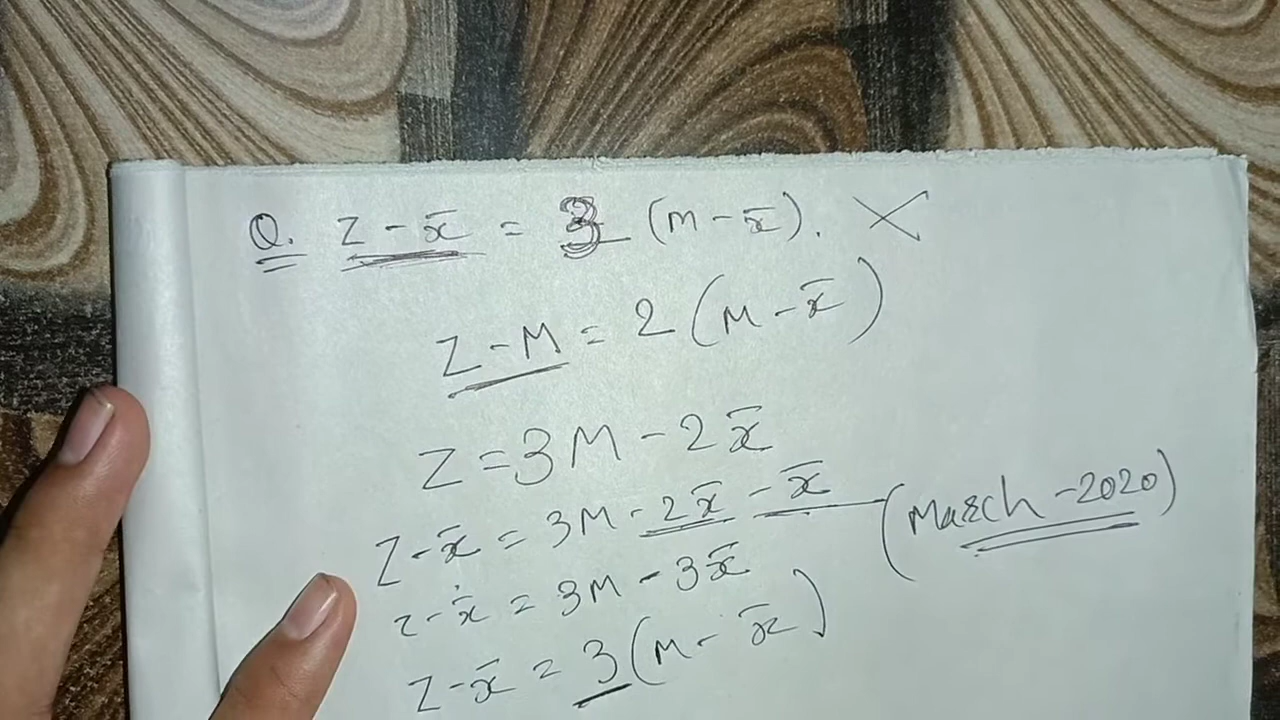 Q. Z - x̄ = 3 (M - x̄). ×
Z - M = 2 (M - x̄)
Z = 3M - 2x̄
Z - x̄ = 3M - 2x̄ - x̄ (March - 2020)
Z - x̄ = 3M - 3x̄
Z - x̄ = 3 (M - x̄)